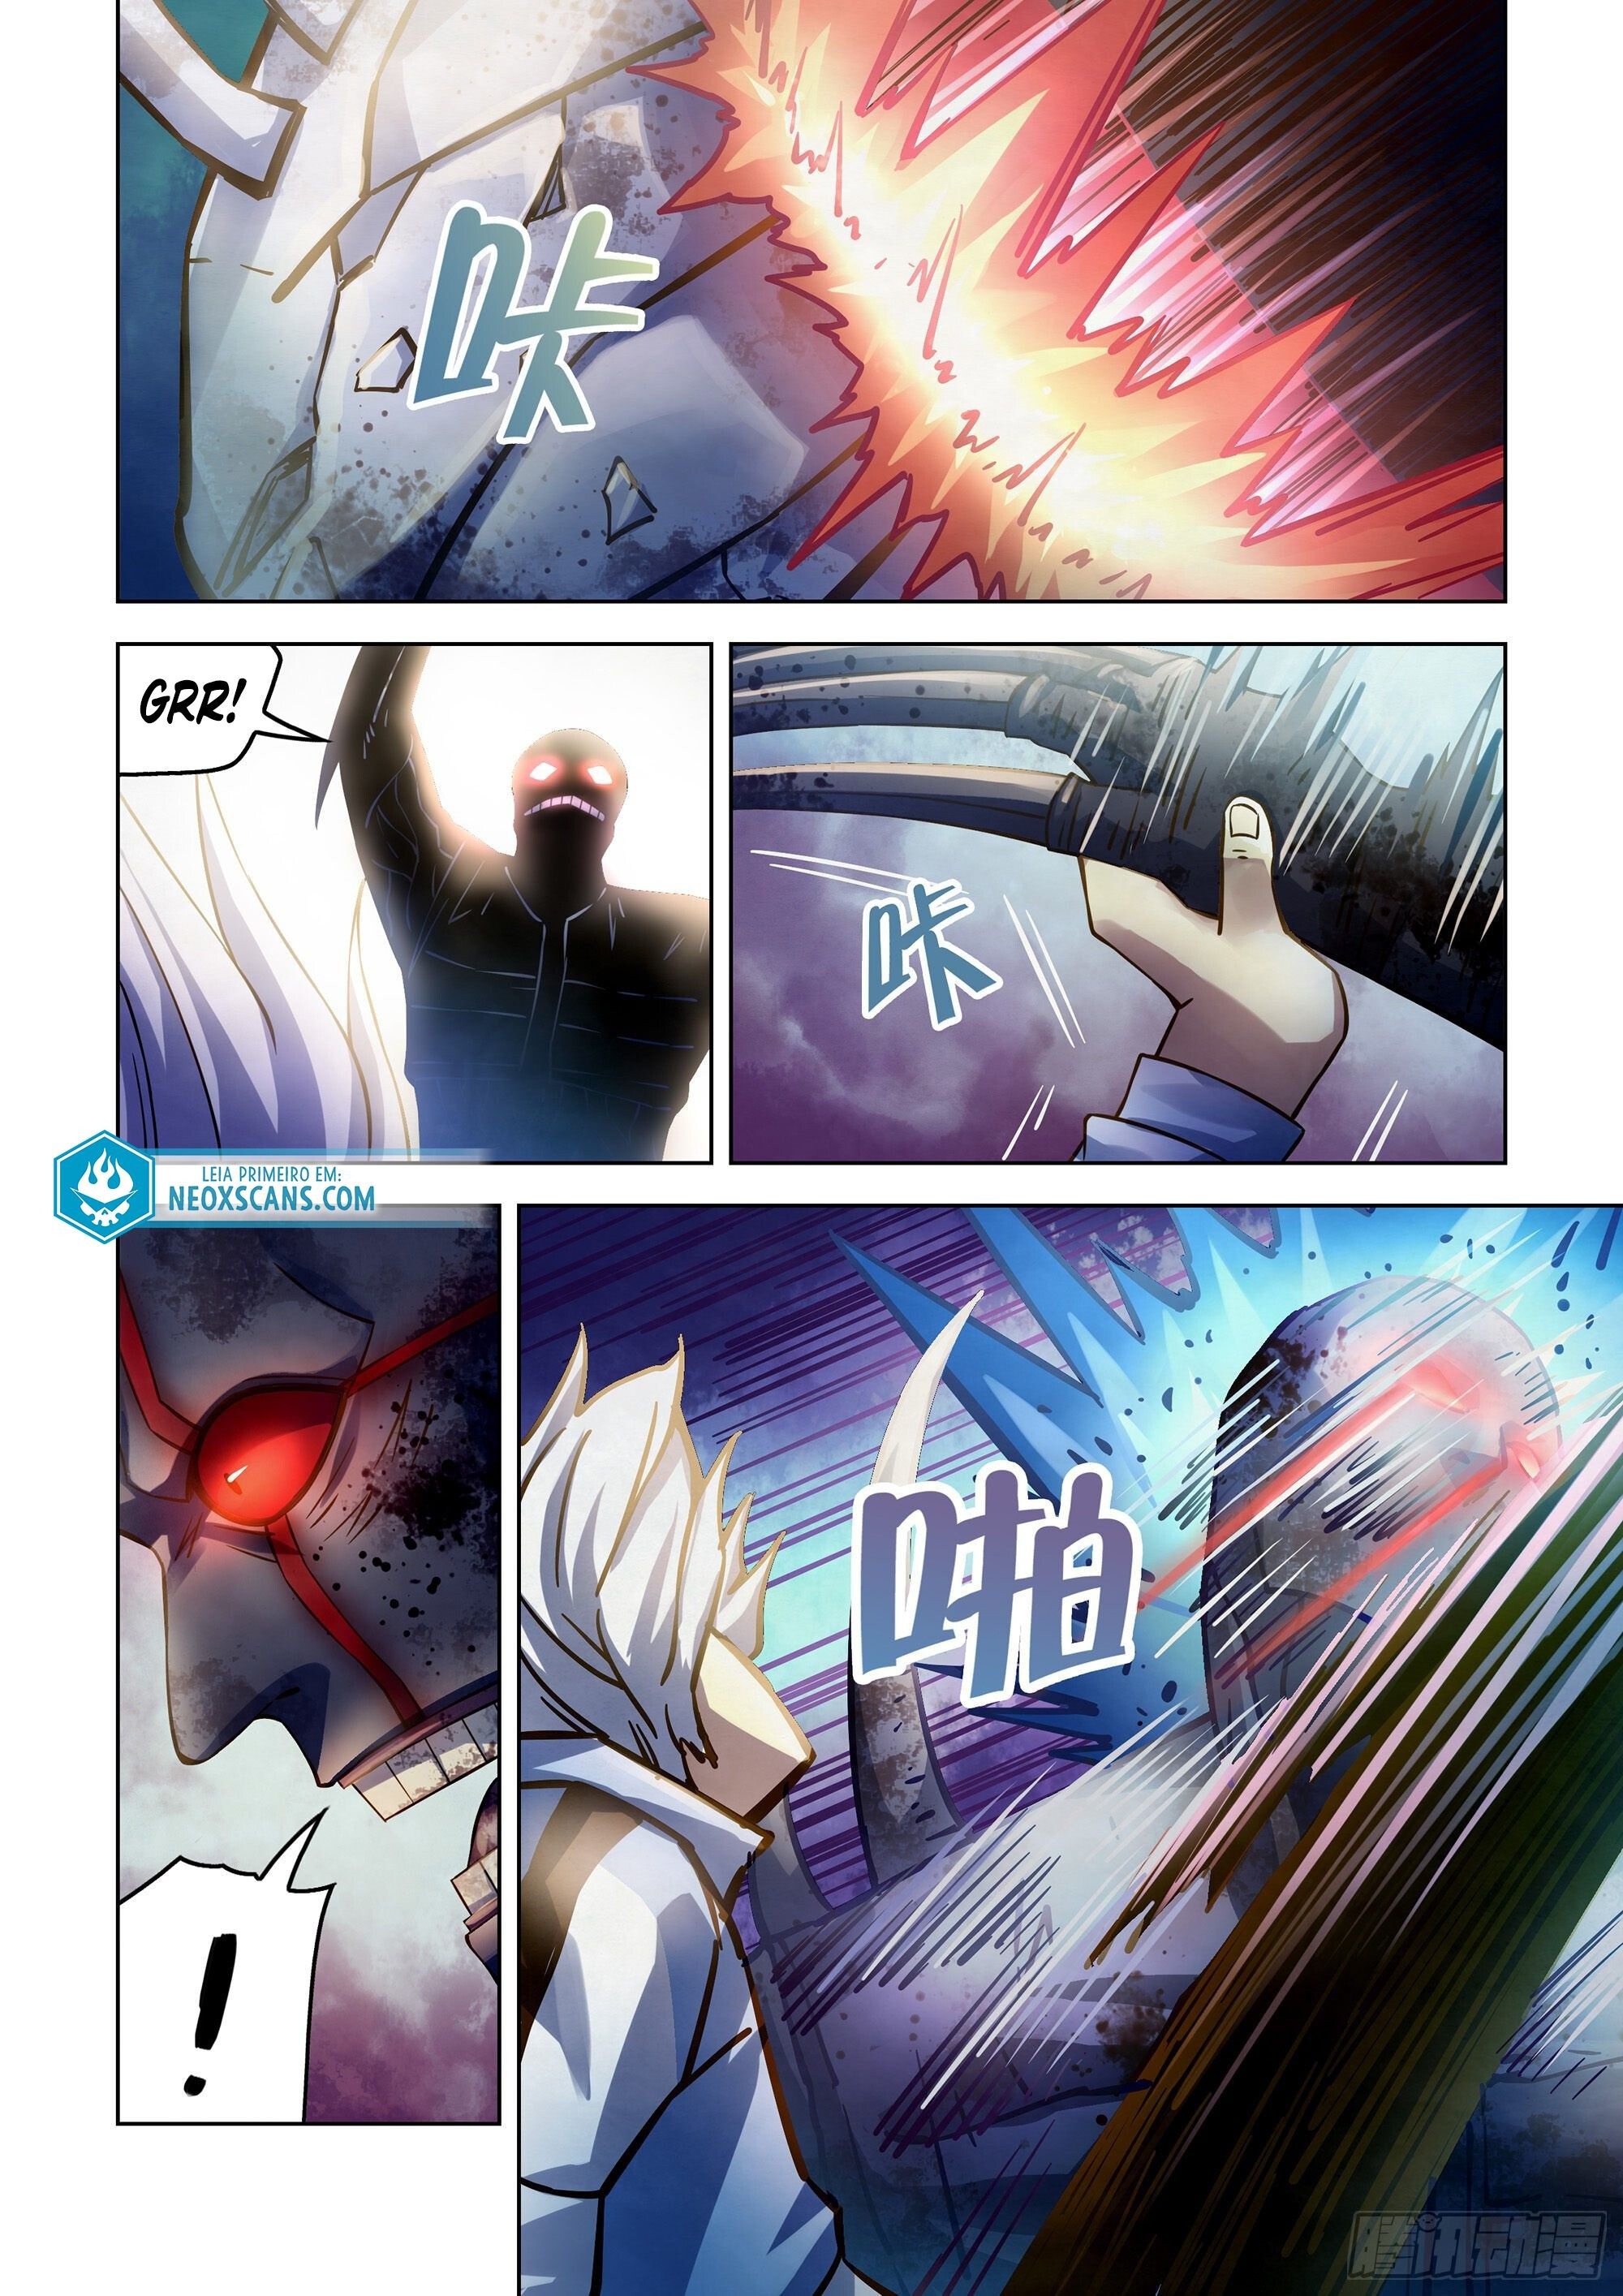 咔
GRR!
咔
LEIA PRIMEIRO EM:
NEOXSCANS.COM
啪
!
腾讯动漫